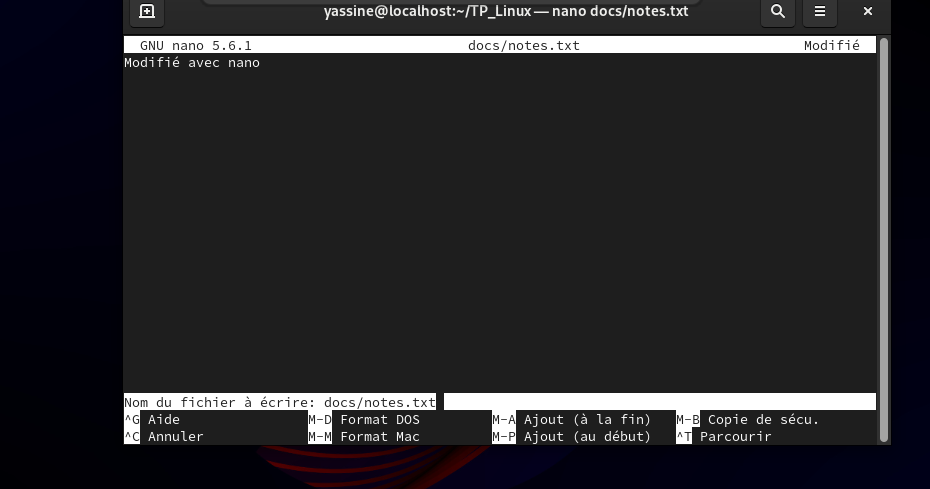 yassine@localhost:~/TP_Linux — nano docs/notes.txt
GNU nano 5.6.1 docs/notes.txt Modifié
Modifié avec nano
Nom du fichier à écrire: docs/notes.txt
^G Aide M-D Format DOS M-A Ajout (à la fin) M-B Copie de sécu.
^C Annuler M-M Format Mac M-P Ajout (au début) ^T Parcourir